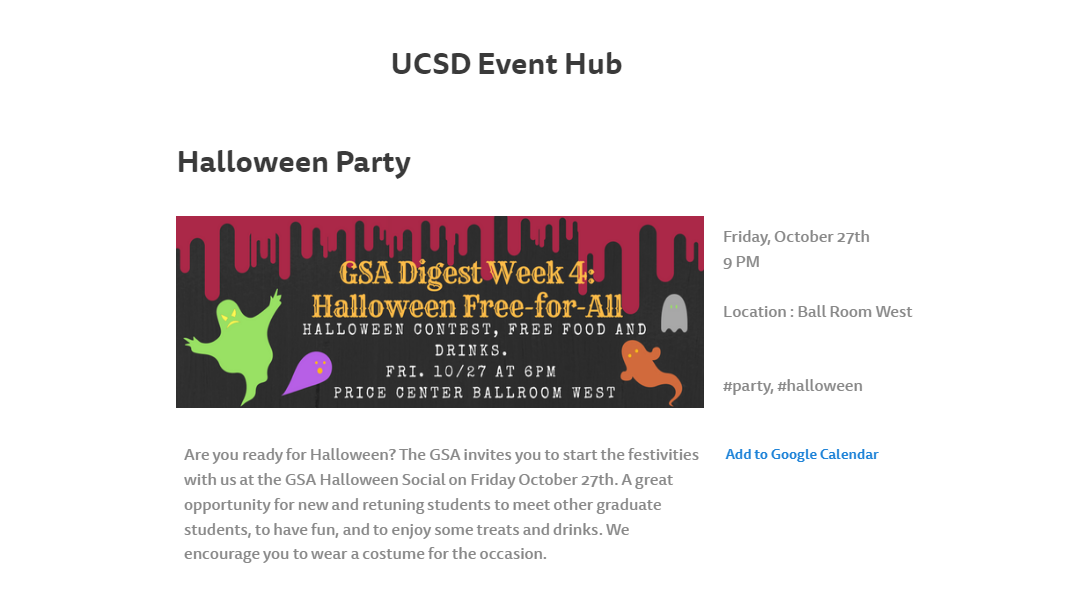 UCSD Event Hub
Halloween Party
GSA Digest Week 4:
Halloween Free-for-All
HALLOWEEN CONTEST, FREE FOOD AND
DRINKS.
FRI. 10/27 AT 6PM
PRICE CENTER BALLROOM WEST
Friday, October 27th
9 PM
Location : Ball Room West
#party, #halloween
Are you ready for Halloween? The GSA invites you to start the festivities
with us at the GSA Halloween Social on Friday October 27th. A great
opportunity for new and retuning students to meet other graduate
students, to have fun, and to enjoy some treats and drinks. We
encourage you to wear a costume for the occasion.
Add to Google Calendar